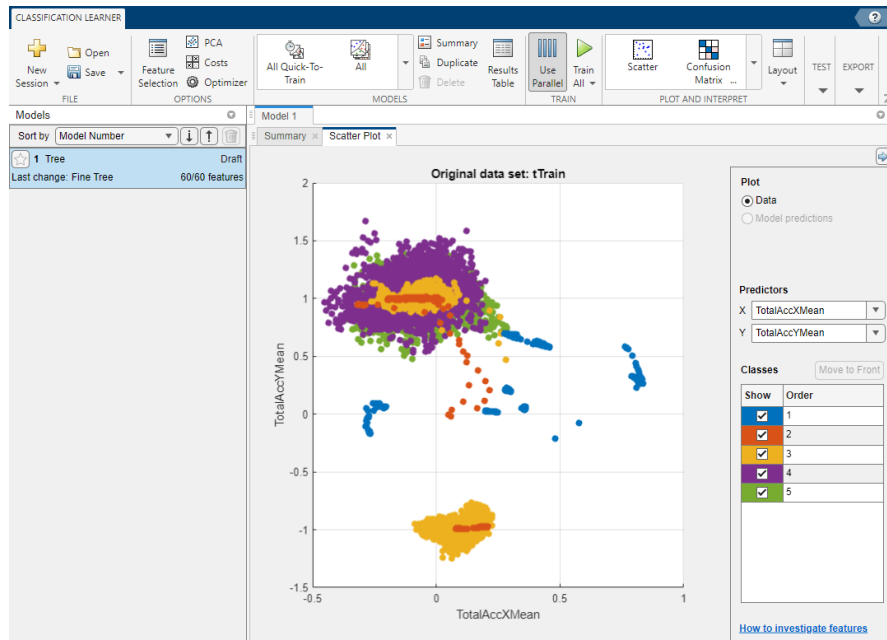 CLASSIFICATION LEARNER
?
New Session
Open
Save
FILE
Feature Selection
PCA
Costs
Optimizer
OPTIONS
All Quick-To-Train
All
Summary
Duplicate
Delete
MODELS
Results Table
Use Parallel
Train All
TRAIN
Scatter
Confusion Matrix ...
PLOT AND INTERPRET
Layout
TEST
EXPORT
Models
Sort by Model Number
1 Tree Draft
Last change: Fine Tree 60/60 features
Model 1
Summary × Scatter Plot ×
Original data set: tTrain
2
1.5
1
0.5
0
-0.5
-1
-1.5
TotalAccYMean
-0.5 0 0.5 1
TotalAccXMean
Plot
Data
Model predictions
Predictors
X TotalAccXMean
Y TotalAccYMean
Classes Move to Front
Show Order
1
2
3
4
5
How to investigate features